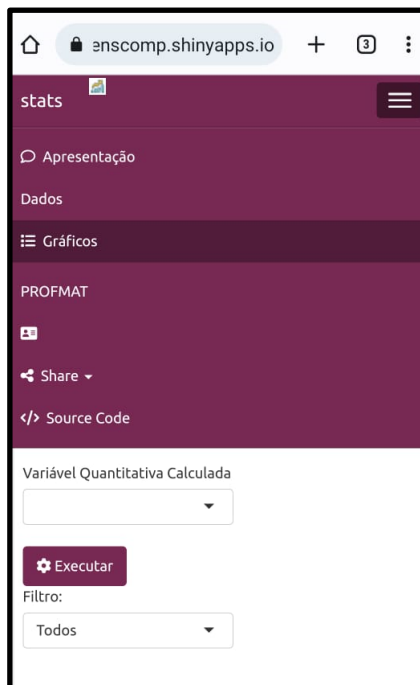 enscomp.shinyapps.io
3
stats
Apresentação
Dados
Gráficos
PROFMAT
Share
</> Source Code
Variável Quantitativa Calculada
Executar
Filtro:
Todos